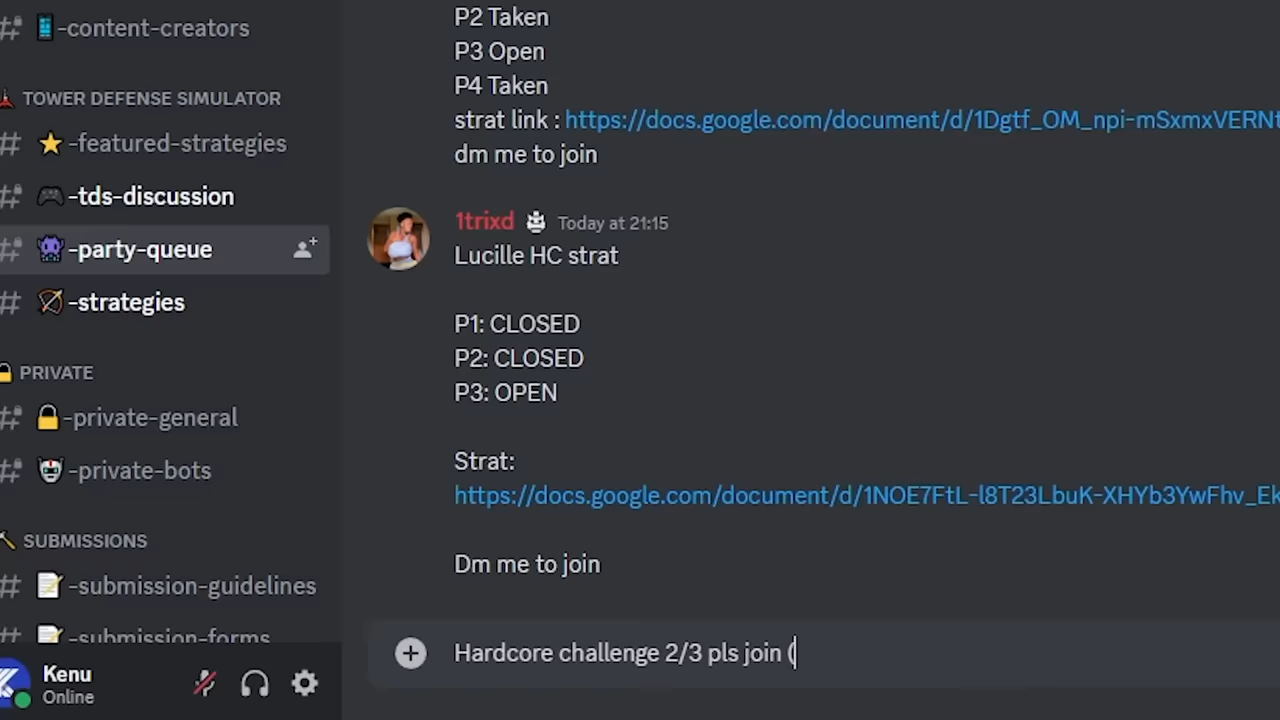 -content-creators
TOWER DEFENSE SIMULATOR
-featured-strategies
-tds-discussion
-party-queue
-strategies
PRIVATE
-private-general
-private-bots
SUBMISSIONS
-submission-guidelines
-submission-forms
Kenu
Online
P2 Taken
P3 Open
P4 Taken
strat link : https://docs.google.com/document/d/1Dgtf_OM_npi-mSxmxVERNt
dm me to join
1trixd Today at 21:15
Lucille HC strat
P1: CLOSED
P2: CLOSED
P3: OPEN
Strat:
https://docs.google.com/document/d/1NOE7FtL-l8T23LbuK-XHYb3YwFhv_Ek
Dm me to join
Hardcore challenge 2/3 pls join (